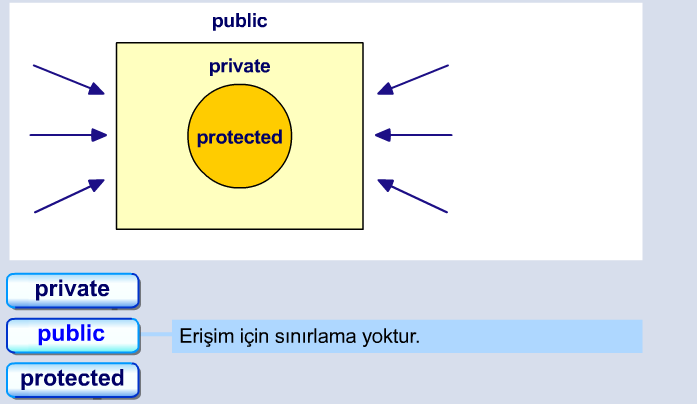 public
private
protected
private
public
Erişim için sınırlama yoktur.
protected